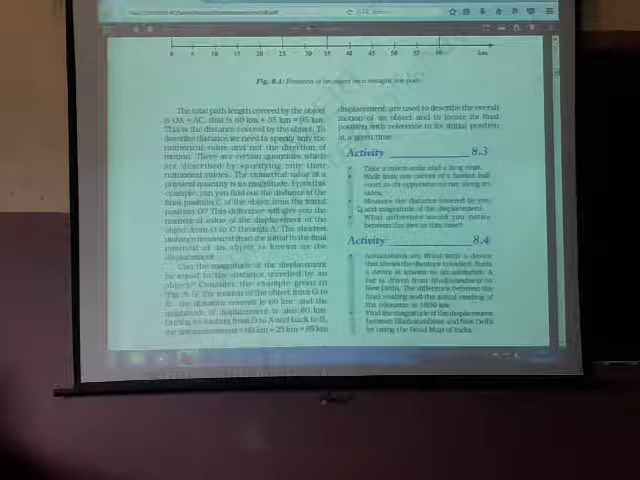 0 5 10 15 20 25 30 35 40 45 50 55 60 km
Fig. 8.1: Positions of an object on a straight line path
The total path length covered by the object
is OA + AC, that is 60 km + 35 km = 95 km.
This is the distance covered by the object. To
describe distance we need to specify only the
numerical value and not the direction of
motion. There are certain quantities which
are described by specifying only their
numerical values. The numerical value of a
physical quantity is its magnitude. From this
example, can you find out the distance of the
final position C of the object from the initial
position O? This difference will give you the
numerical value of the displacement of the
object from O to C through A. The shortest
distance measured from the initial to the final
position of an object is known as the
displacement.
Can the magnitude of the displacement
be equal to the distance travelled by an
object? Consider the example given in
(Fig. 8.1). For motion of the object from O to
A, the distance covered is 60 km and the
magnitude of displacement is also 60 km.
During its motion from O to A and back to B,
the distance covered = 60 km + 25 km = 85 km
displacement, are used to describe the overall
motion of an object and to locate its final
position with reference to its initial position
at a given time.
Activity 8.3
• Take a metre scale and a long rope.
• Walk from one corner of a basket-ball
court to its opposite corner along its
sides.
• Measure the distance covered by you
and magnitude of the displacement.
• What difference would you notice
between the two in this case?
Activity 8.4
• Automobiles are fitted with a device
that shows the distance travelled. Such
a device is known as an odometer. A
car is driven from Bhubaneshwar to
New Delhi. The difference between the
final reading and the initial reading of
the odometer is 1850 km.
• Find the magnitude of the displacement
between Bhubaneshwar and New Delhi
by using the Road Map of India.